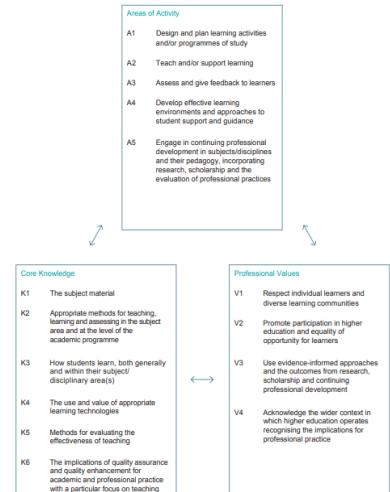 Areas of Activity
A1 Design and plan learning activities
and/or programmes of study
A2 Teach and/or support learning
A3 Assess and give feedback to learners
A4 Develop effective learning
environments and approaches to
student support and guidance
A5 Engage in continuing professional
development in subjects/disciplines
and their pedagogy, incorporating
research, scholarship and the
evaluation of professional practices
Core Knowledge
K1 The subject material
K2 Appropriate methods for teaching,
learning and assessing in the subject
area and at the level of the
academic programme
K3 How students learn, both generally
and within their subject/
disciplinary area(s)
K4 The use and value of appropriate
learning technologies
K5 Methods for evaluating the
effectiveness of teaching
K6 The implications of quality assurance
and quality enhancement for
academic and professional practice
with a particular focus on teaching
Professional Values
V1 Respect individual learners and
diverse learning communities
V2 Promote participation in higher
education and equality of
opportunity for learners
V3 Use evidence-informed approaches
and the outcomes from research,
scholarship and continuing
professional development
V4 Acknowledge the wider context in
which higher education operates
recognising the implications for
professional practice